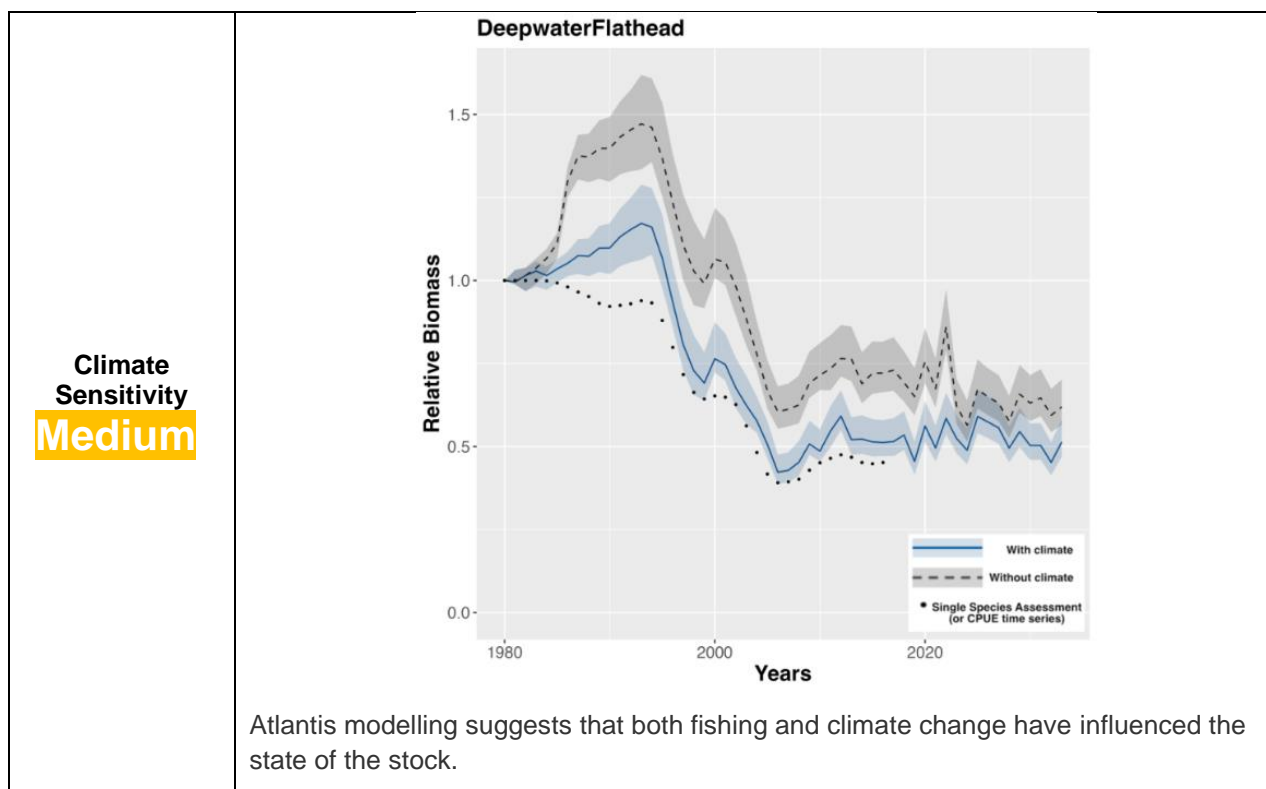 DeepwaterFlathead
Climate
Sensitivity
Medium
Relative Biomass
1.5
1.0
0.5
0.0
With climate
Without climate
Single Species Assessment
(or CPUE time series)
1980
2000
2020
Years
Atlantis modelling suggests that both fishing and climate change have influenced the
state of the stock.